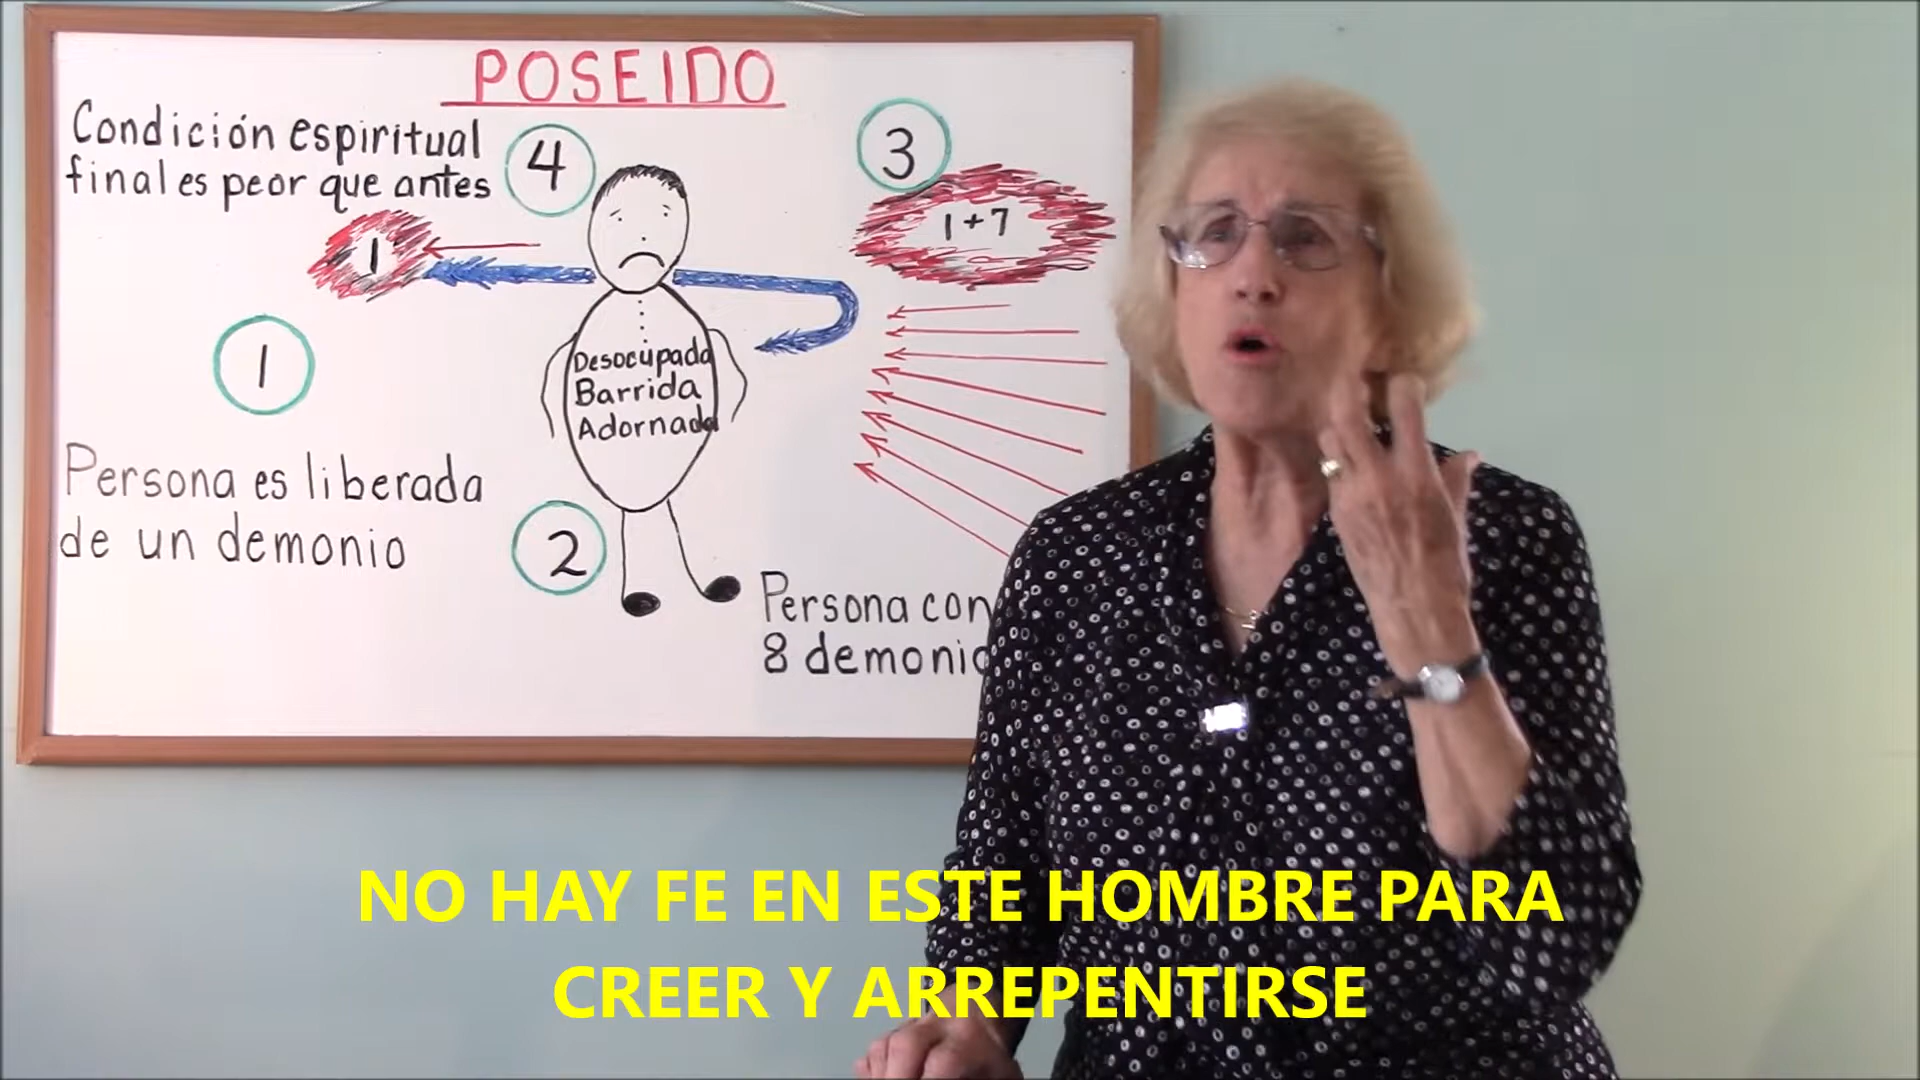 POSEIDO
Condición espiritual
final es peor que antes
4
3
1+7
1
1
Desocupada
Barrida
Adornada
Persona es liberada
de un demonio
2
Persona con
8
NO HAY FE EN ESTE HOMBRE PARA
CREER Y ARREPENTIRSE